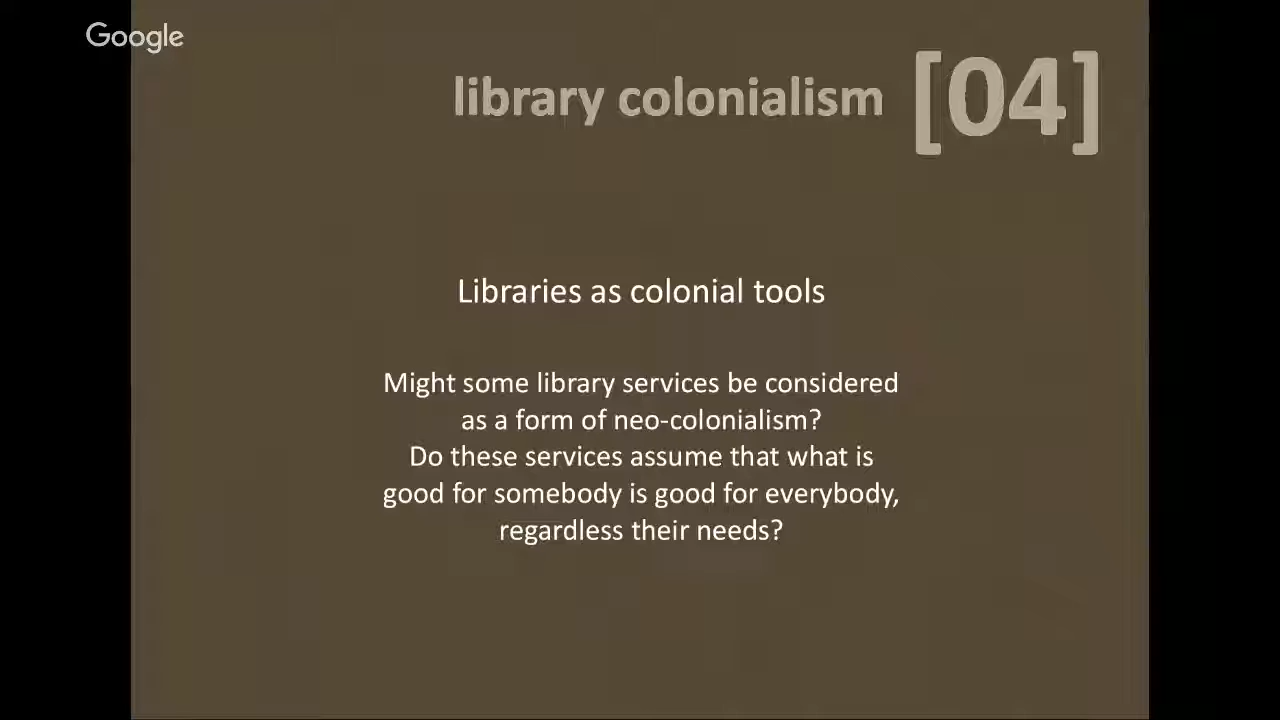 Google
library colonialism [04]
Libraries as colonial tools
Might some library services be considered
as a form of neo-colonialism?
Do these services assume that what is
good for somebody is good for everybody,
regardless their needs?